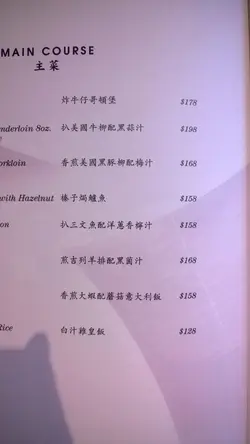 MAIN COURSE
主菜
炸牛仔哥頓堡 $178
nderloin 8oz. 扒美國牛柳配黑蒜汁 $198
orkloin 香煎美國黑豚柳配梅汁 $168
with Hazelnut 榛子焗鱸魚 $158
on 扒三文魚配洋蔥香檸汁 $158
煎吉列羊排配黑菌汁 $168
香煎大蝦配蘑菇意大利飯 $158
Rice 白汁雞皇飯 $128